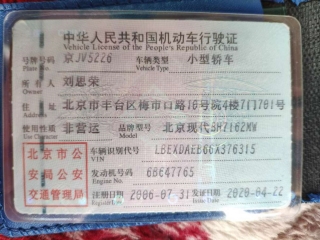 中华人民共和国机动车行驶证
Vehicle License of the People's Republic of China
号牌号码 京JV5226 车辆类型 小型轿车
Plate No. Vehicle Type
所有人 刘恩荣
Owner
住址 北京市丰台区梅市口路16号院4楼7门701号
Address
使用性质 非营运 品牌型号 北京现代BH7162MW
Use Character Model
北京市公安局公安交通管理局
车辆识别代号 LBEXDAEB66X376315
VIN
发动机号码 6B647765
Engine No.
注册日期 2006-07-31 发证日期 2020-04-22
Register Date Issue Date